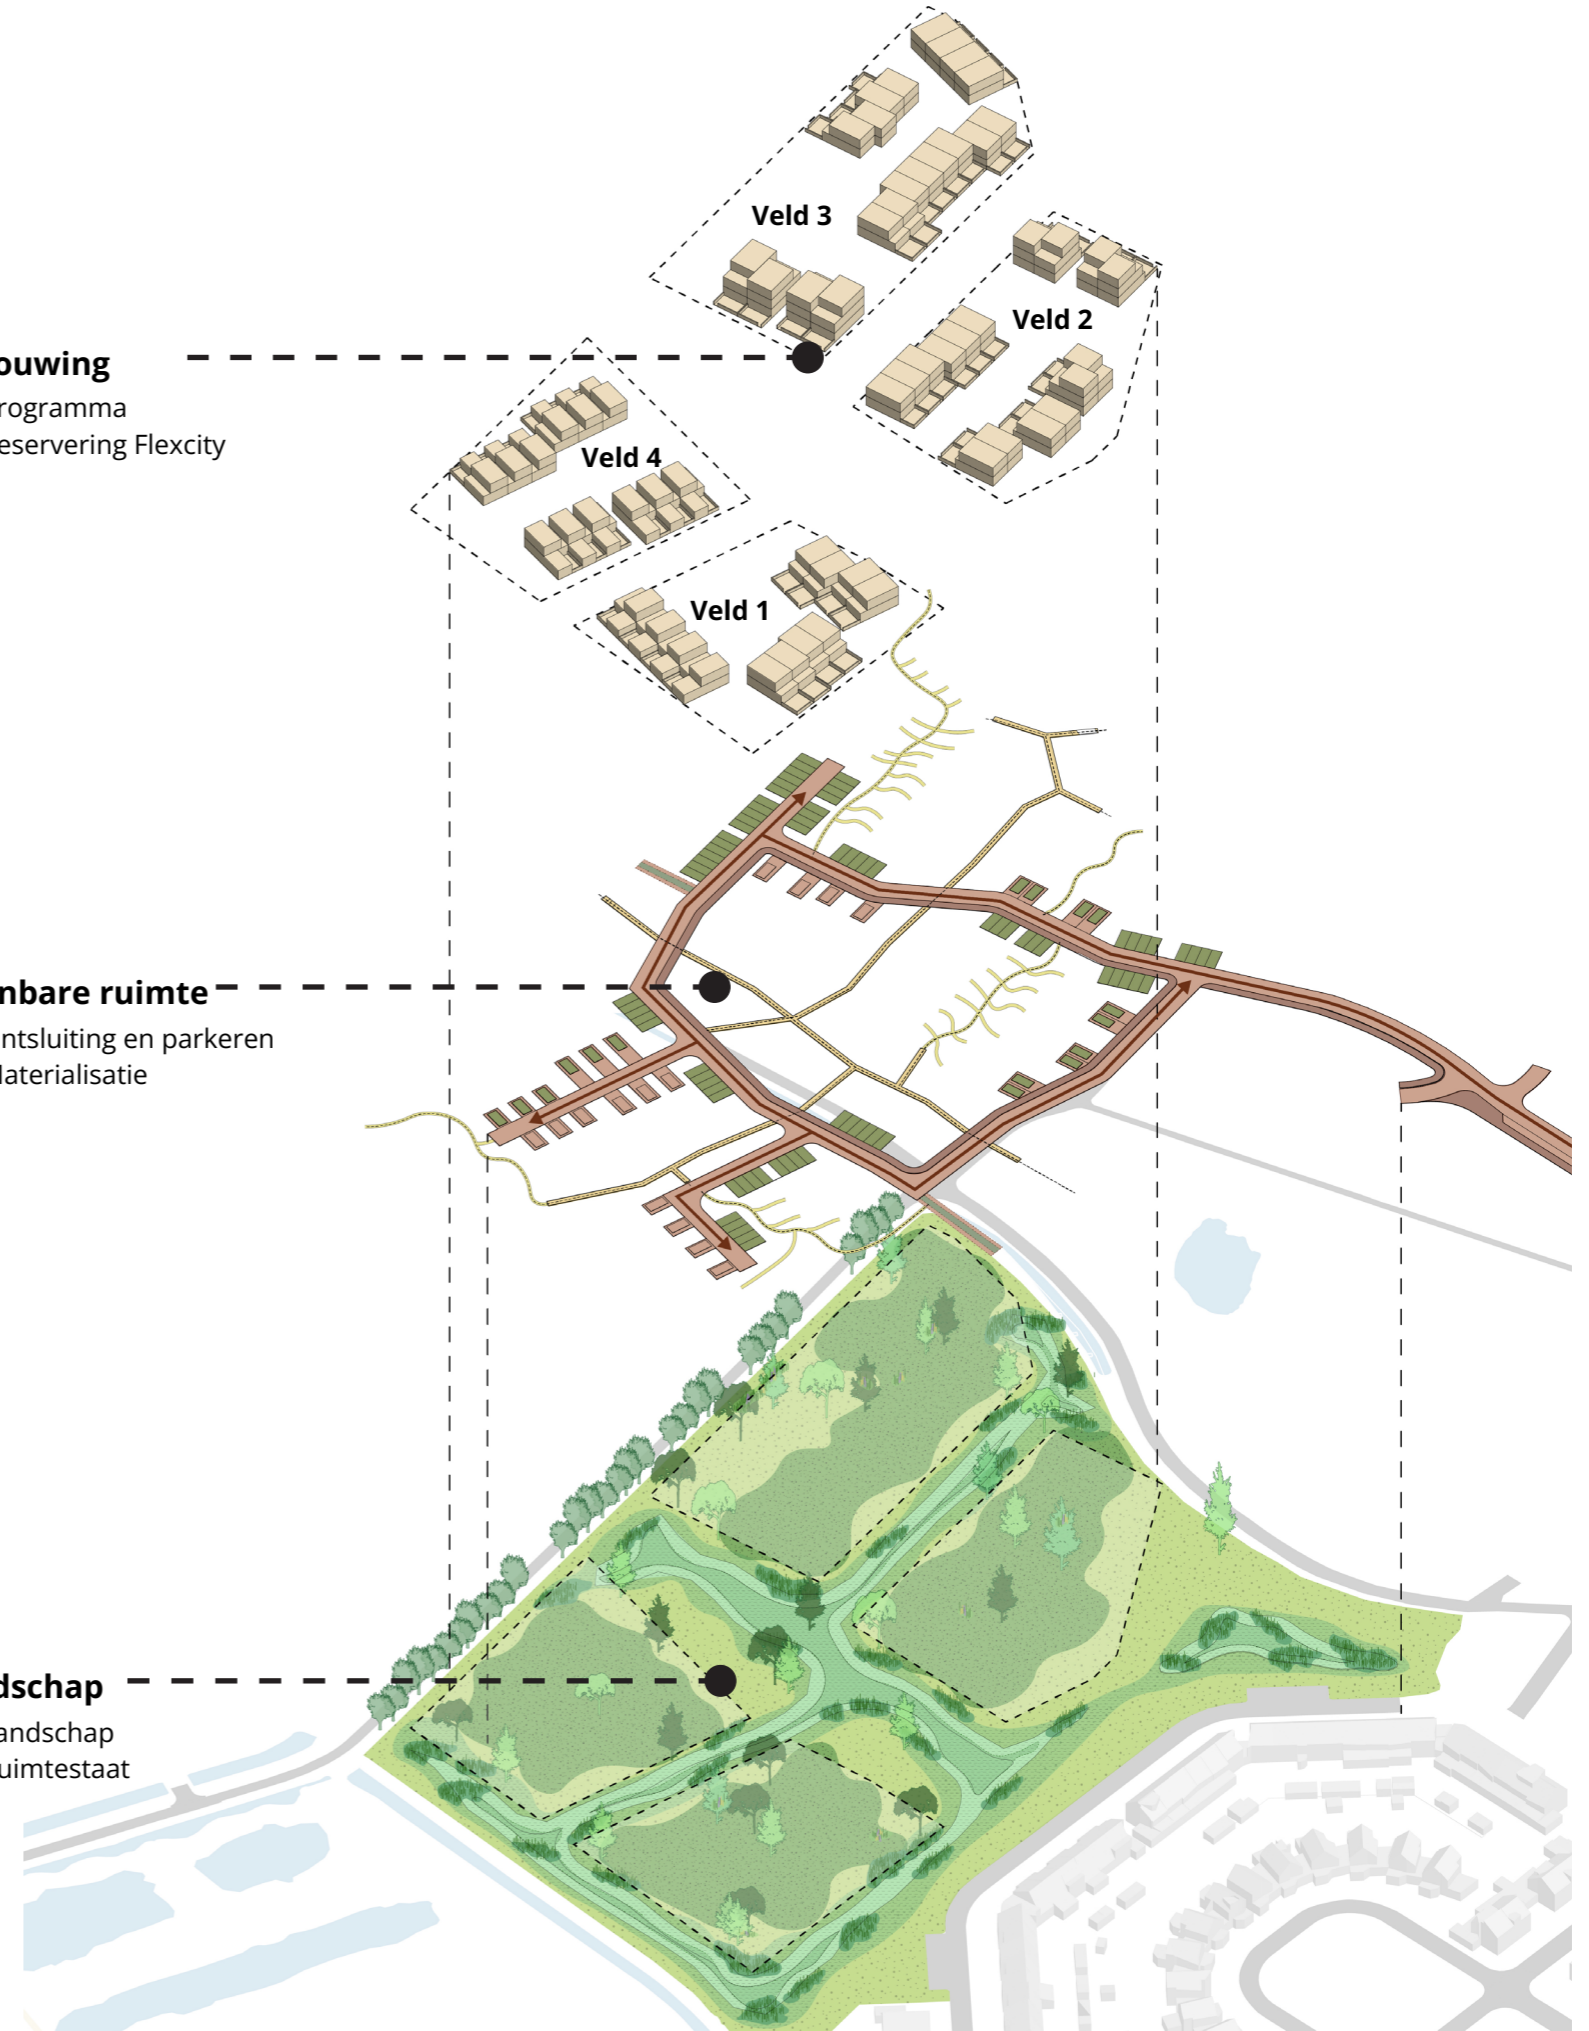 Veld 3
Veld 2
ouwing
rogramma
eservering Flexcity
Veld 4
Veld 1
nbare ruimte
ntsluiting en parkeren
laterialisatie
dschap
andschap
uimtestaat